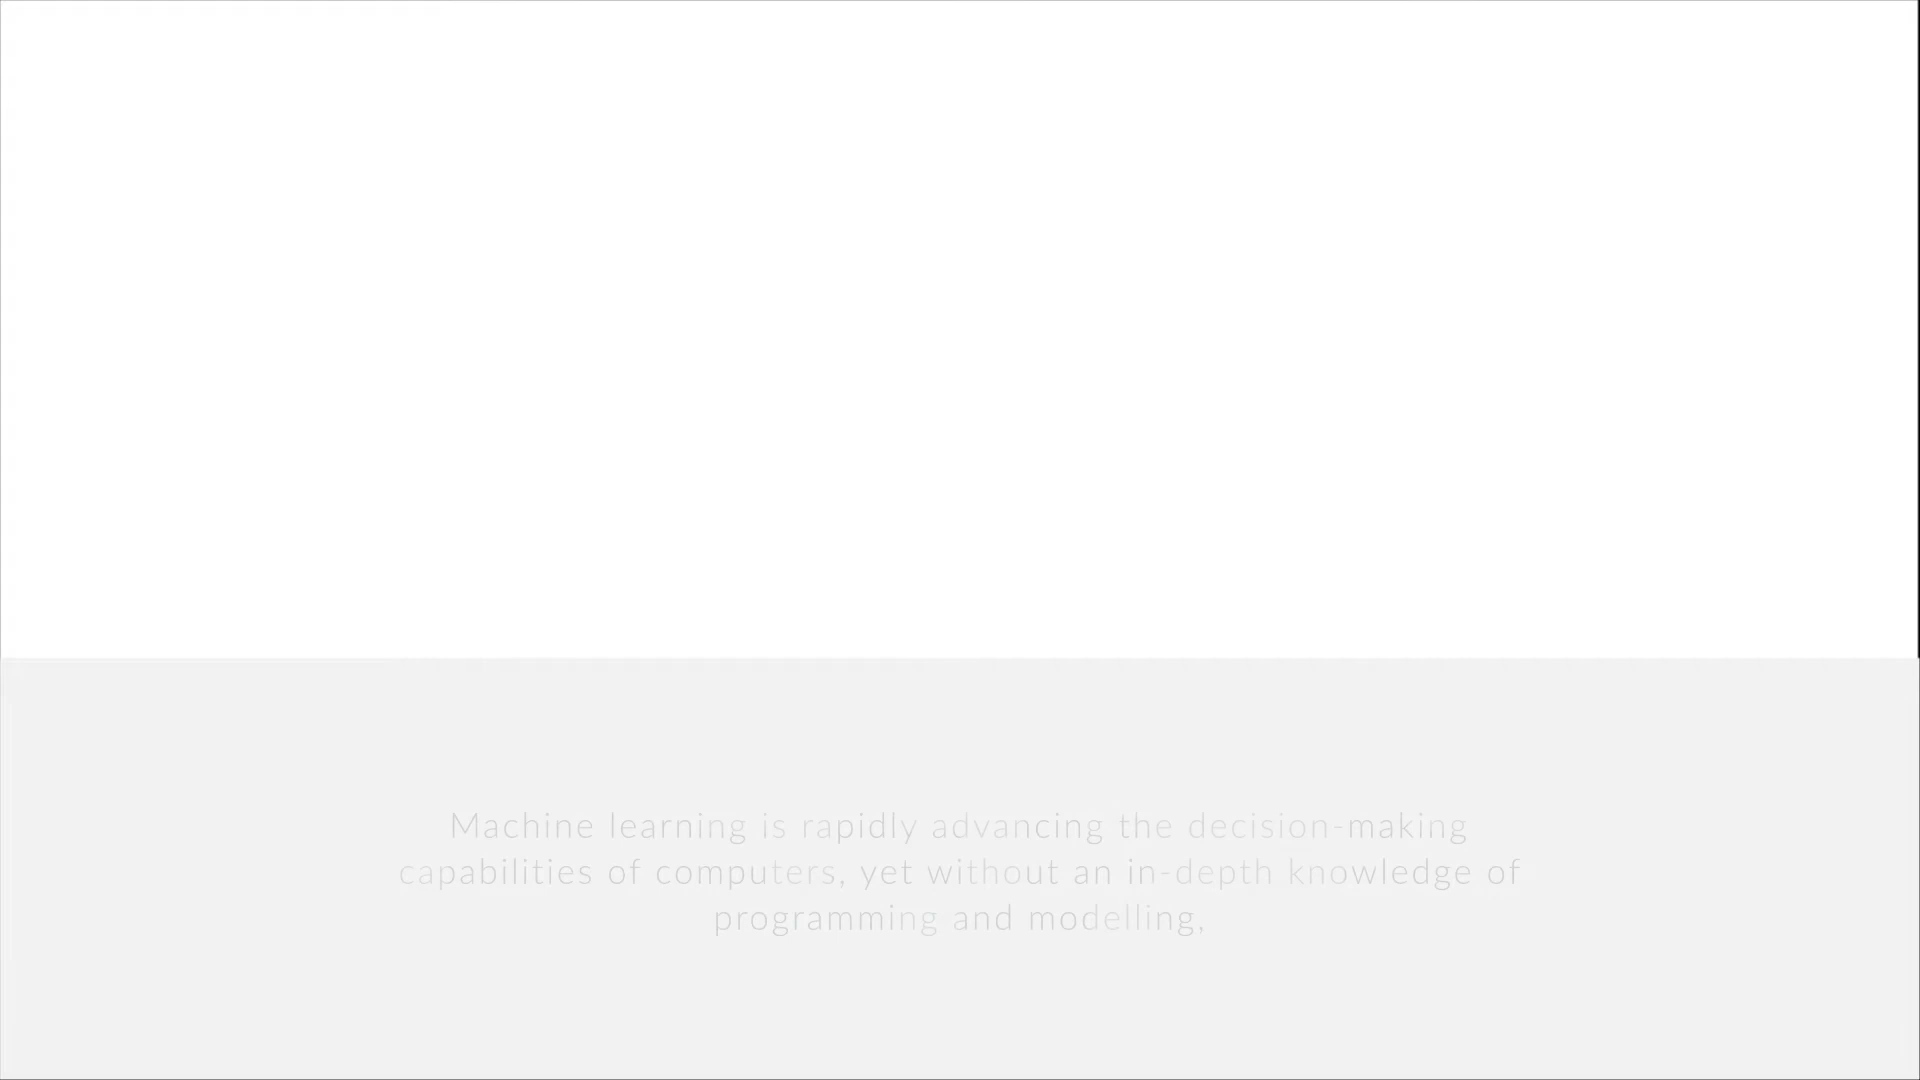 Machine learning is rapidly advancing the decision-making
capabilities of computers, yet without an in-depth knowledge of
programming and modelling,